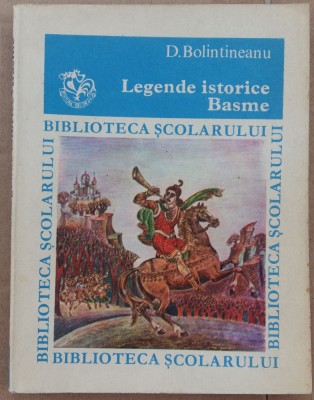 D. Bolintineanu
Legende istorice
Basme
BIBLIOTECA ŞCOLARULUI
BIBLIOTECA ŞCOLARULUI
BIBLIOTECA ŞCOLARULUI
BIBLIOTECA ŞCOLARULUI